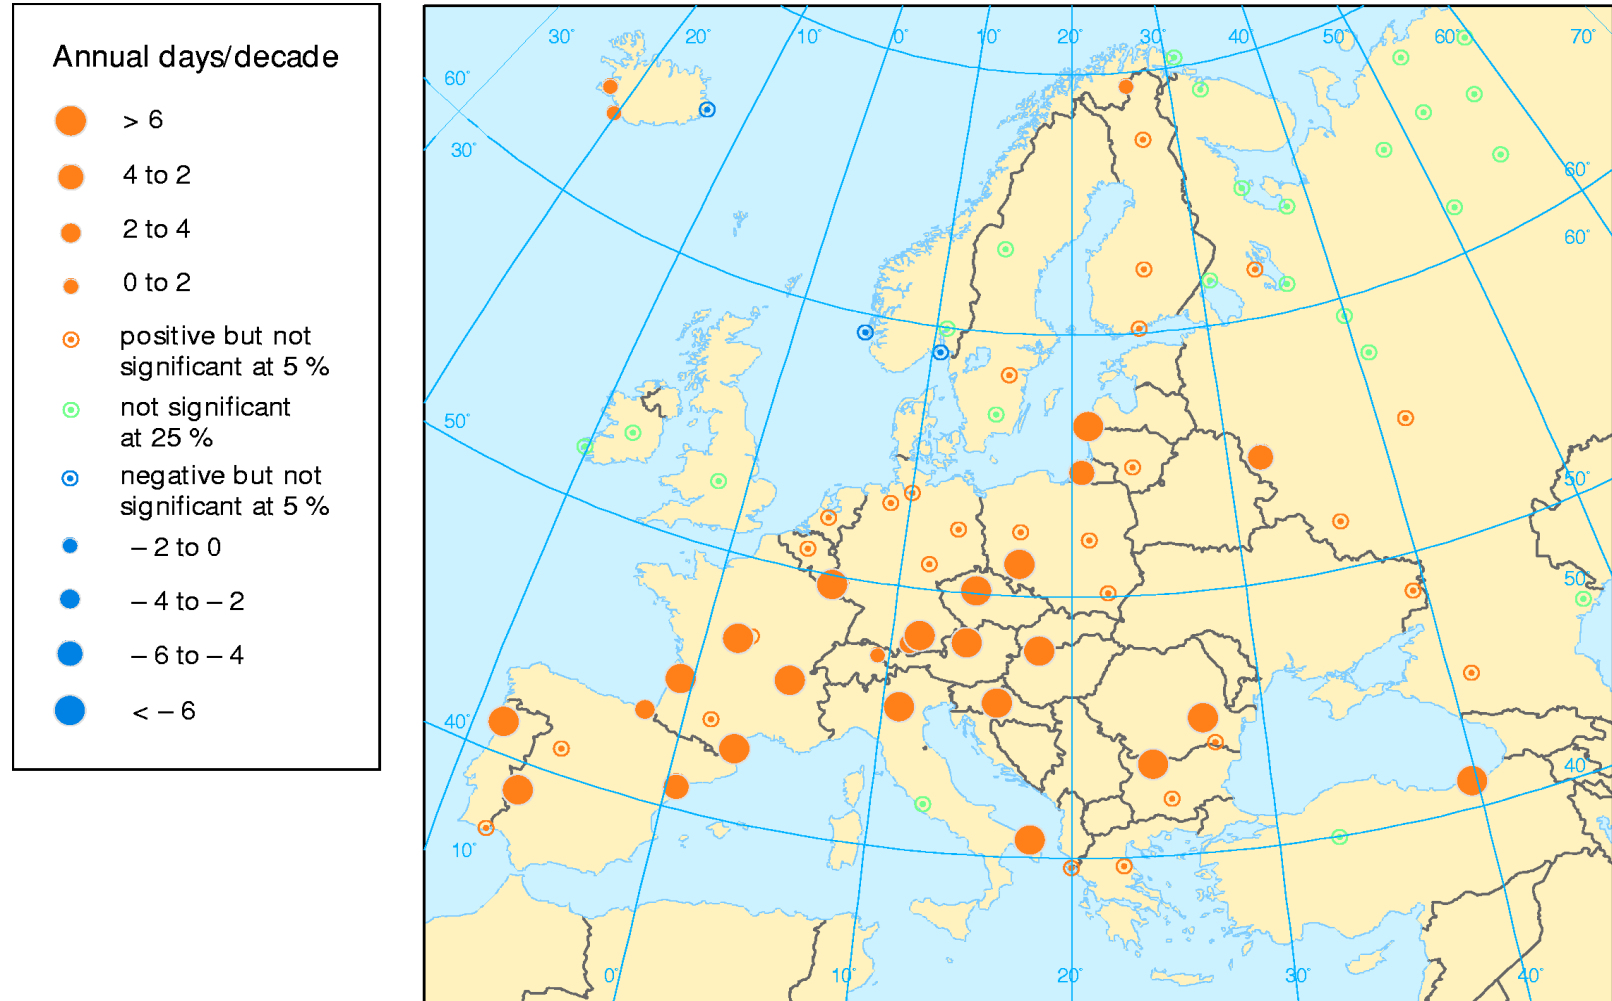 Annual days/decade
> 6
4 to 2
2 to 4
0 to 2
positive but not
significant at 5 %
not significant
at 25 %
negative but not
significant at 5 %
– 2 to 0
– 4 to – 2
– 6 to – 4
< – 6
30° 20° 10° 0° 10° 20° 30° 40° 50° 60° 70°
60°
30°
60°
60°
50°
50°
50°
40°
40°
10°
0° 10° 20° 30° 40°